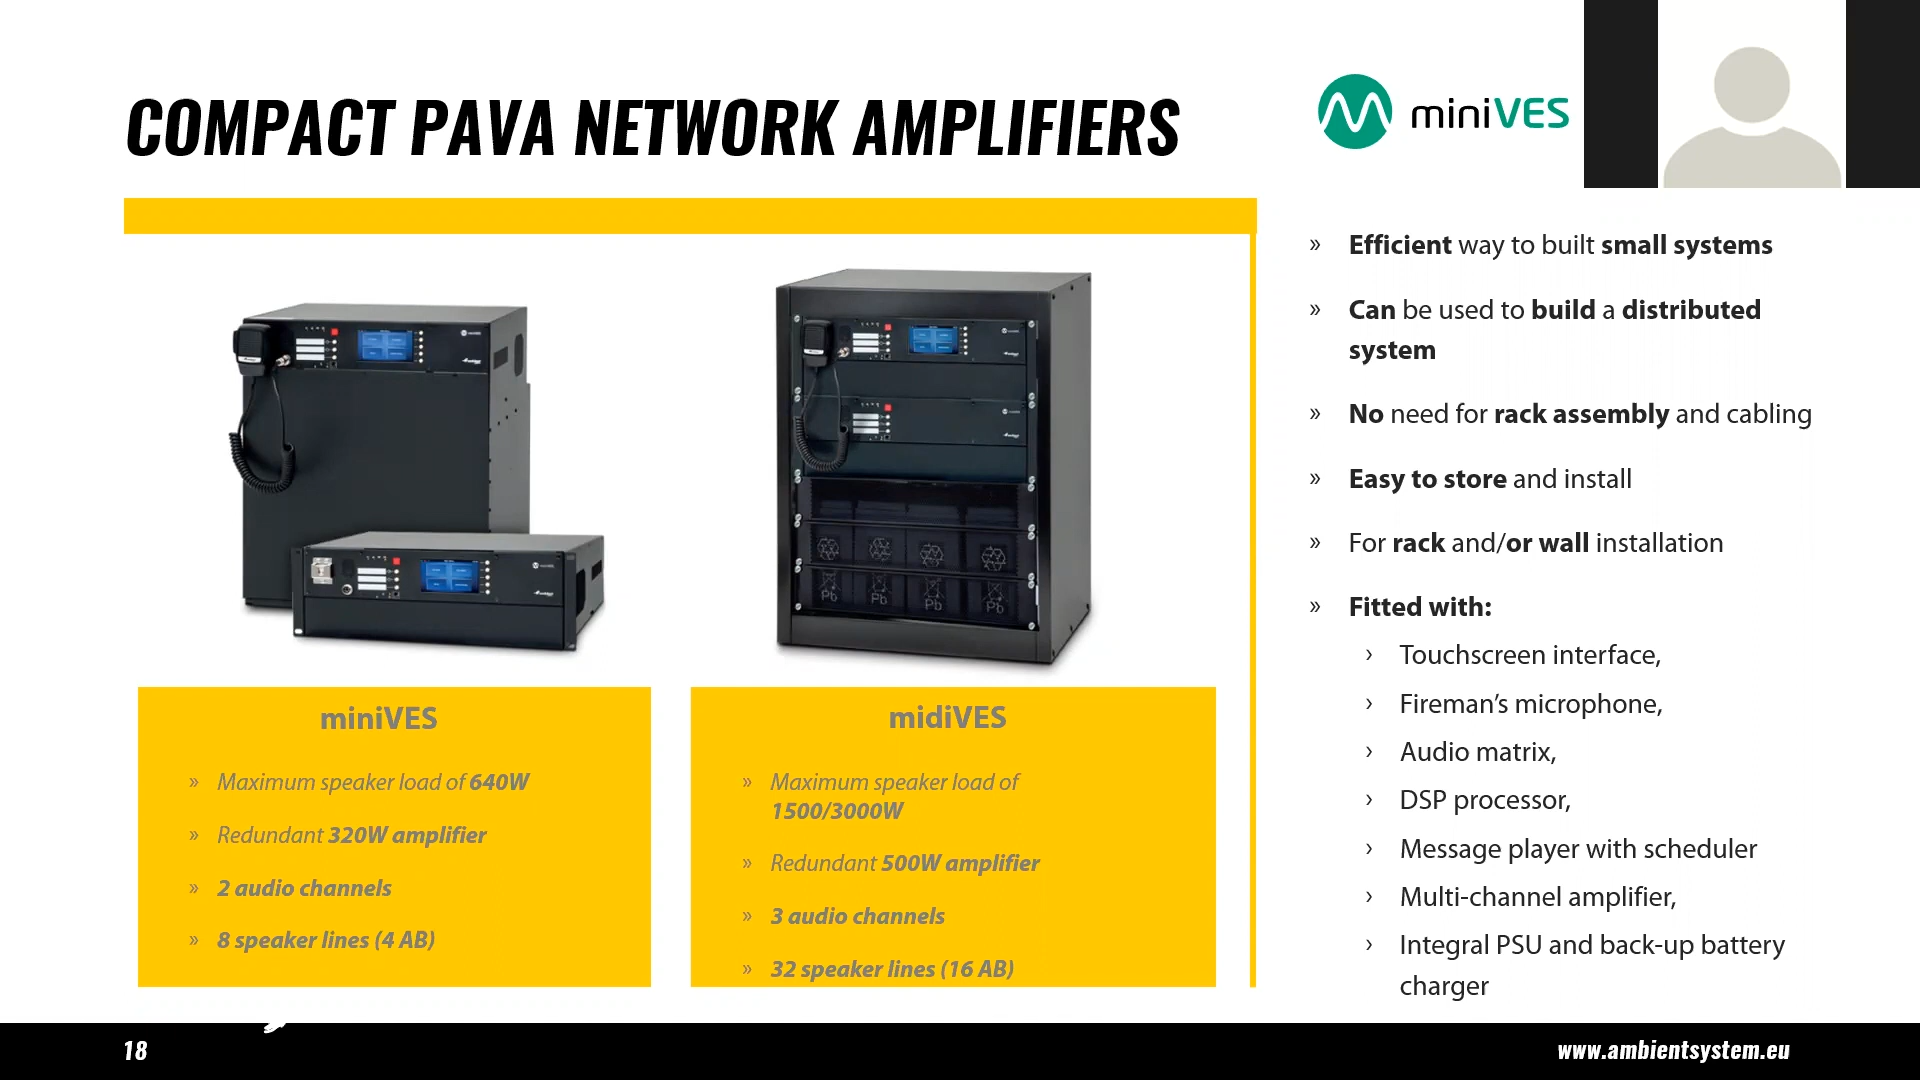 COMPACT PAVA NETWORK AMPLIFIERS
miniVES
» Efficient way to built small systems
» Can be used to build a distributed
system
» No need for rack assembly and cabling
» Easy to store and install
» For rack and/or wall installation
» Fitted with:
› Touchscreen interface,
› Fireman’s microphone,
› Audio matrix,
› DSP processor,
› Message player with scheduler
› Multi-channel amplifier,
› Integral PSU and back-up battery
charger
Pb Pb Pb Pb
miniVES
» Maximum speaker load of 640W
» Redundant 320W amplifier
» 2 audio channels
» 8 speaker lines (4 AB)
midiVES
» Maximum speaker load of
1500/3000W
» Redundant 500W amplifier
» 3 audio channels
» 32 speaker lines (16 AB)
18
www.ambientsystem.eu